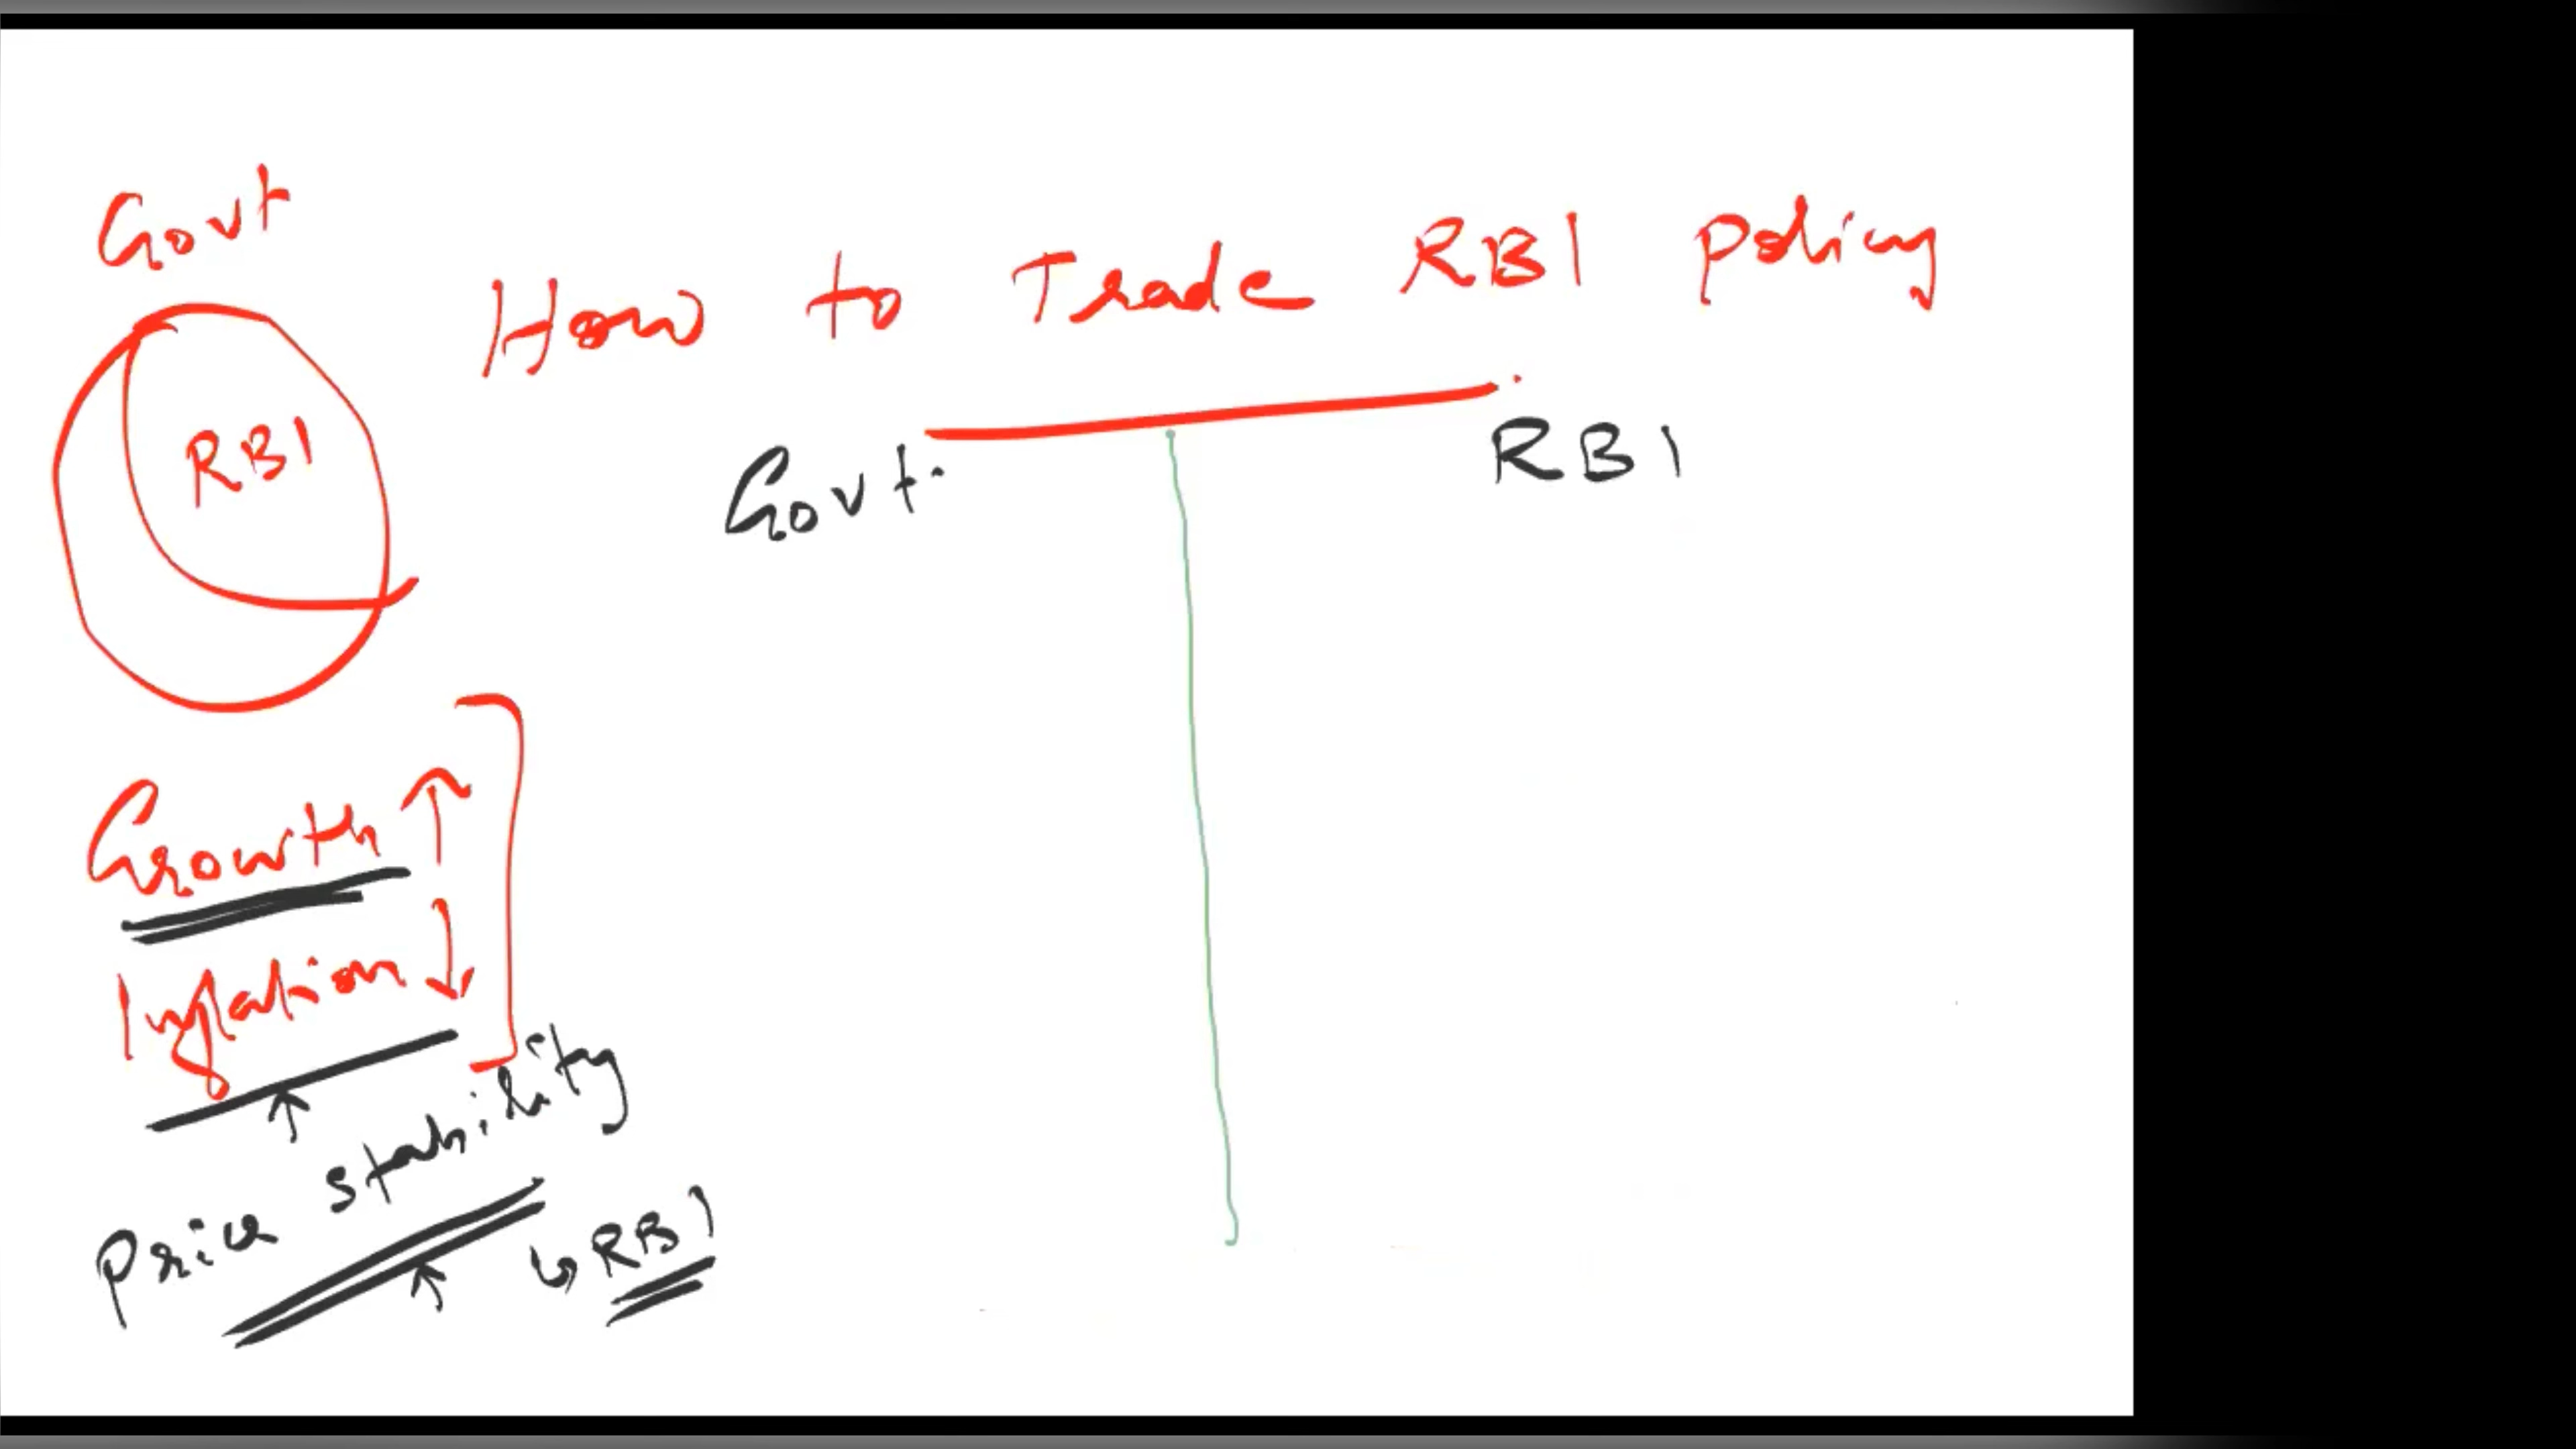 Govt
How to Trade RBI Policy
RBI
Govt.
RBI
Growth ↑
Inflation ↓
↑
Price stability
↑
↳ RBI